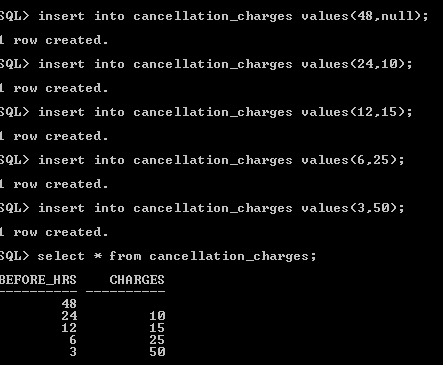 SQL> insert into cancellation_charges values(48,null);
1 row created.
SQL> insert into cancellation_charges values(24,10);
1 row created.
SQL> insert into cancellation_charges values(12,15);
1 row created.
SQL> insert into cancellation_charges values(6,25);
1 row created.
SQL> insert into cancellation_charges values(3,50);
1 row created.
SQL> select * from cancellation_charges;
BEFORE_HRS    CHARGES
---------- ----------
        48
        24         10
        12         15
         6         25
         3         50